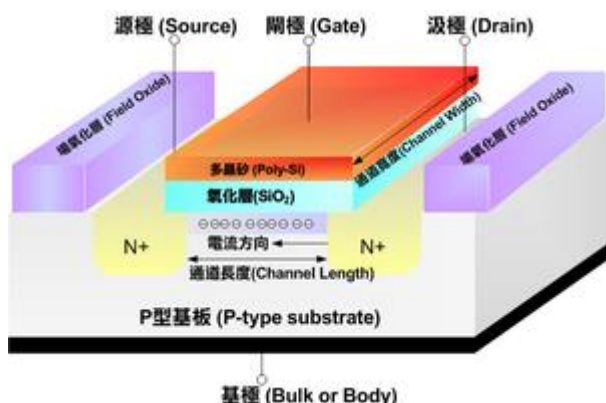 源極 (Source)
閘極 (Gate)
汲極 (Drain)
場氧化層 (Field Oxide)
通道寬度(Channel Width)
場氧化層 (Field Oxide)
多晶矽 (Poly-Si)
氧化層(SiO₂)
N+
電流方向
N+
通道長度(Channel Length)
P型基板 (P-type substrate)
基極 (Bulk or Body)